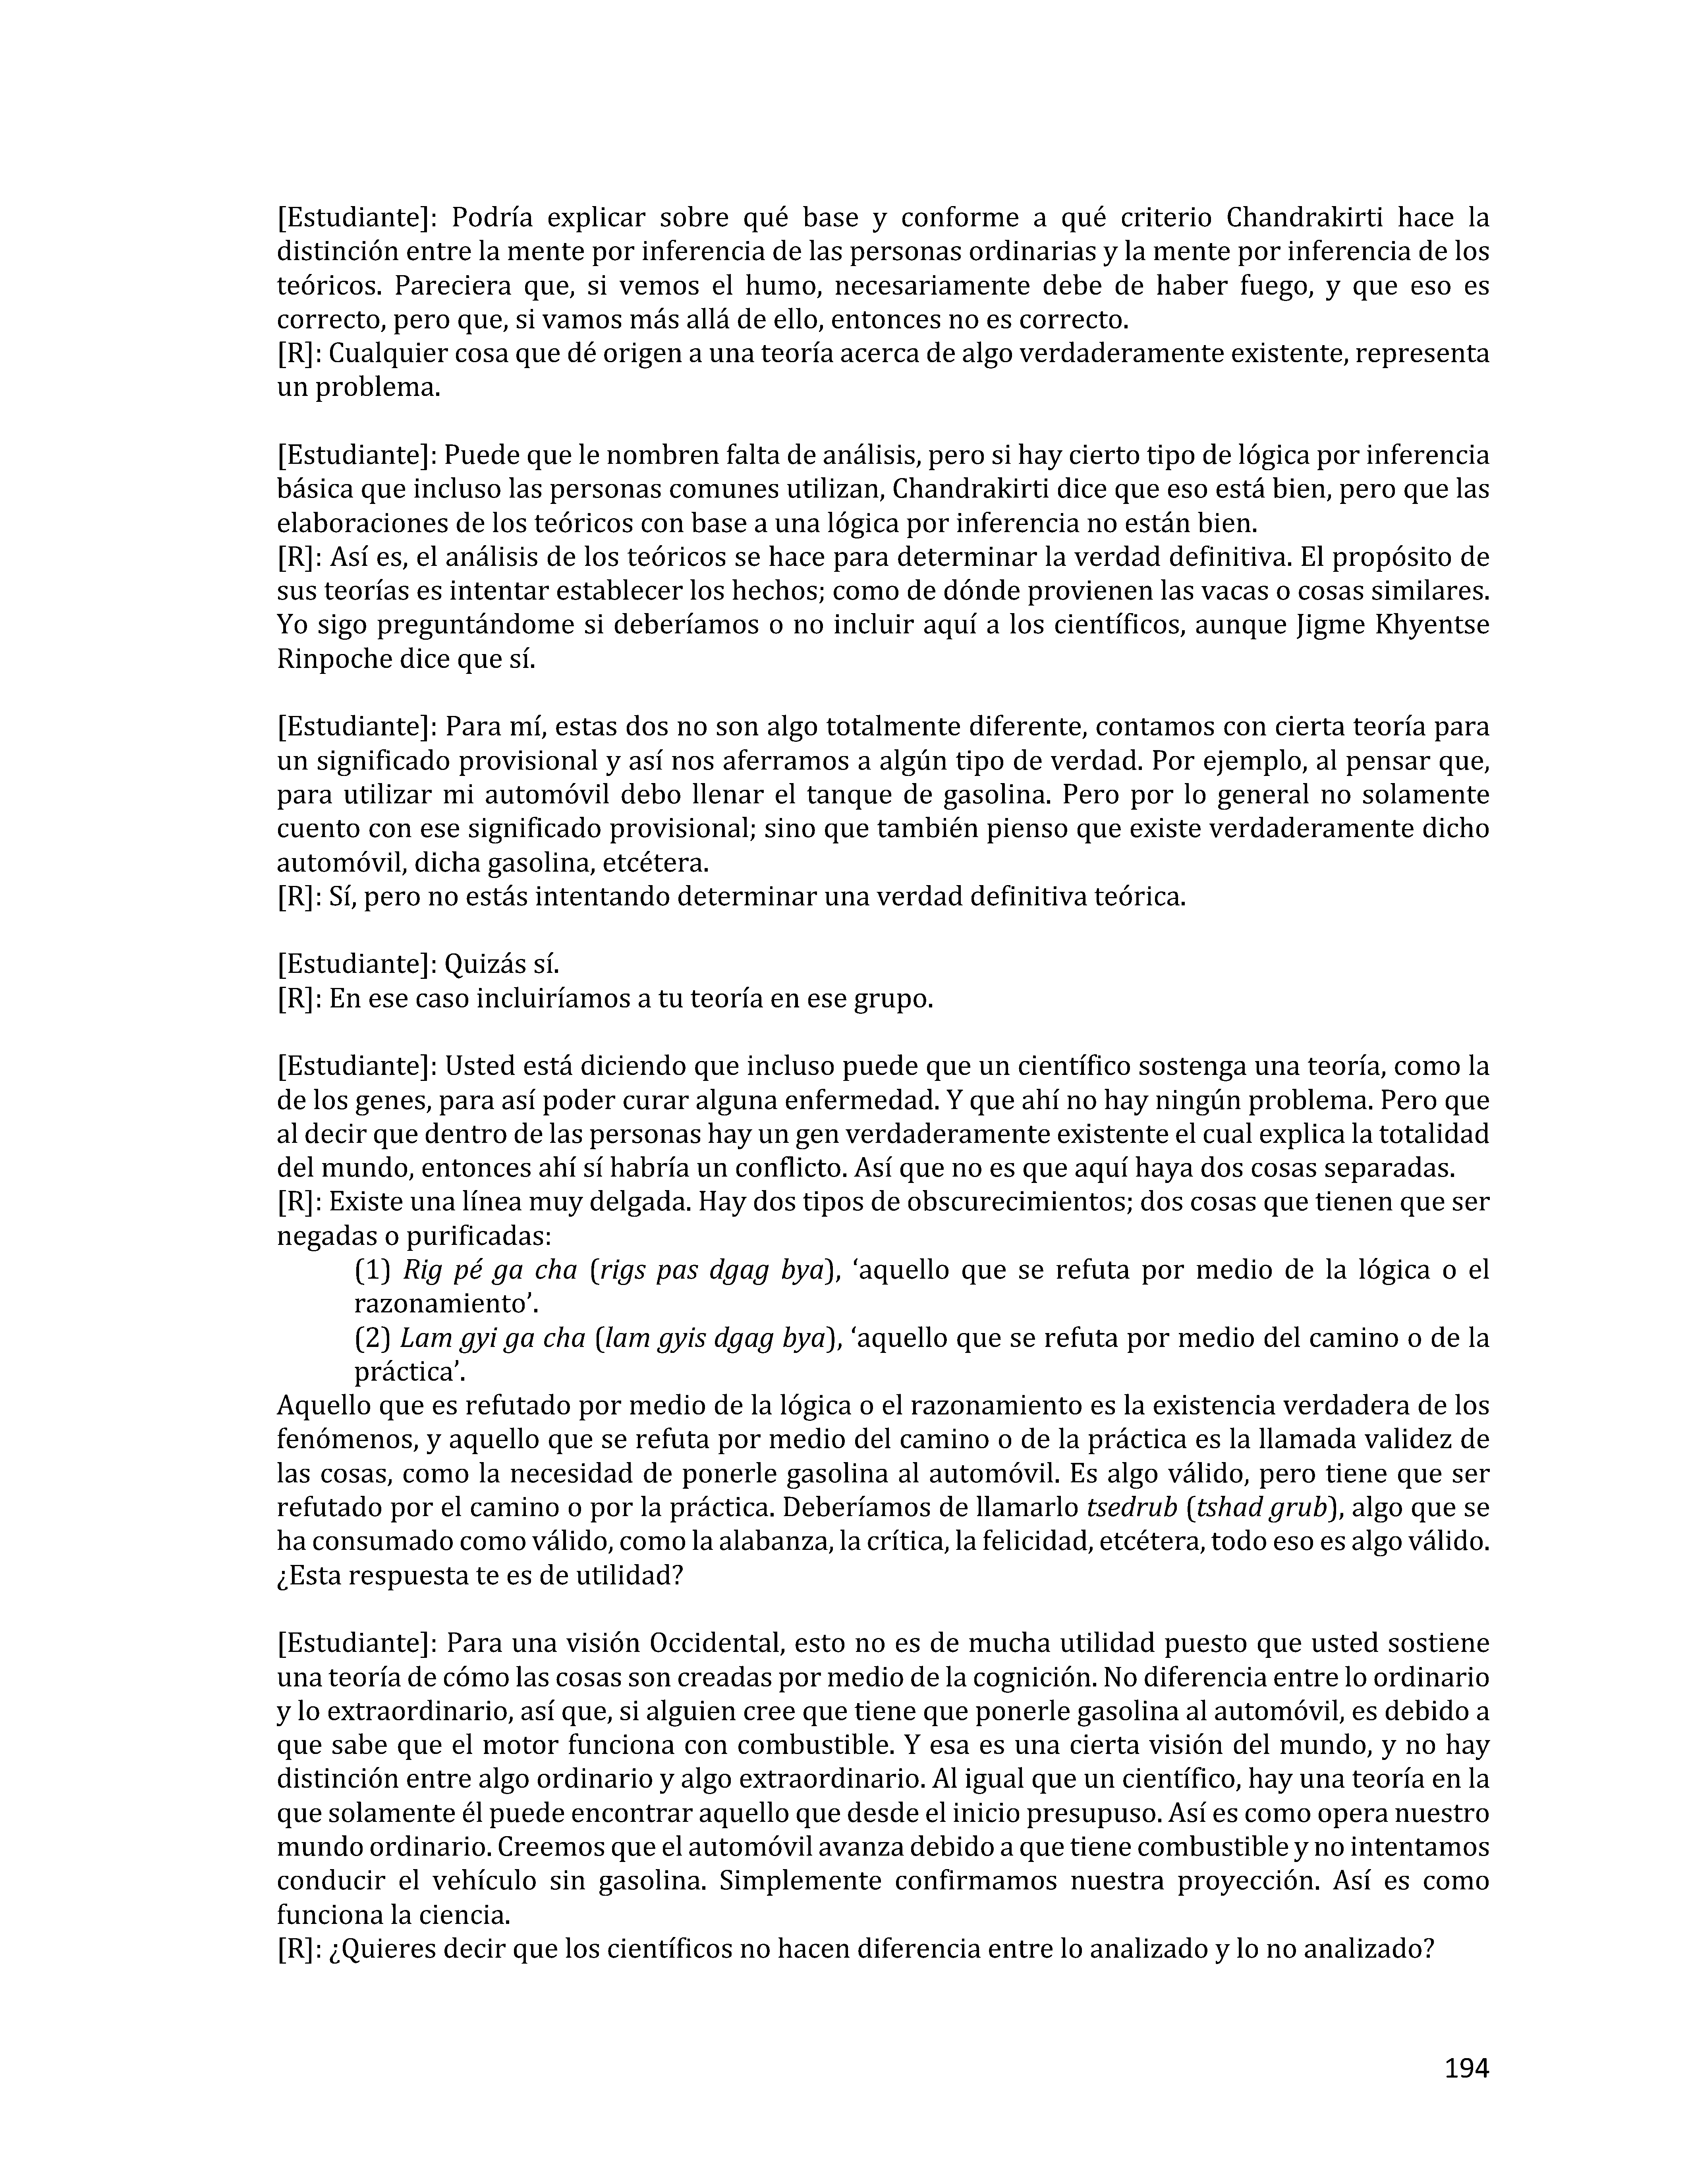 [Estudiante]: Podría explicar sobre qué base y conforme a qué criterio Chandrakirti hace la
distinción entre la mente por inferencia de las personas ordinarias y la mente por inferencia de los
teóricos. Pareciera que, si vemos el humo, necesariamente debe de haber fuego, y que eso es
correcto, pero que, si vamos más allá de ello, entonces no es correcto.
[R]: Cualquier cosa que dé origen a una teoría acerca de algo verdaderamente existente, representa
un problema.

[Estudiante]: Puede que le nombren falta de análisis, pero si hay cierto tipo de lógica por inferencia
básica que incluso las personas comunes utilizan, Chandrakirti dice que eso está bien, pero que las
elaboraciones de los teóricos con base a una lógica por inferencia no están bien.
[R]: Así es, el análisis de los teóricos se hace para determinar la verdad definitiva. El propósito de
sus teorías es intentar establecer los hechos; como de dónde provienen las vacas o cosas similares.
Yo sigo preguntándome si deberíamos o no incluir aquí a los científicos, aunque Jigme Khyentse
Rinpoche dice que sí.

[Estudiante]: Para mí, estas dos no son algo totalmente diferente, contamos con cierta teoría para
un significado provisional y así nos aferramos a algún tipo de verdad. Por ejemplo, al pensar que,
para utilizar mi automóvil debo llenar el tanque de gasolina. Pero por lo general no solamente
cuento con ese significado provisional; sino que también pienso que existe verdaderamente dicho
automóvil, dicha gasolina, etcétera.
[R]: Sí, pero no estás intentando determinar una verdad definitiva teórica.

[Estudiante]: Quizás sí.
[R]: En ese caso incluiríamos a tu teoría en ese grupo.

[Estudiante]: Usted está diciendo que incluso puede que un científico sostenga una teoría, como la
de los genes, para así poder curar alguna enfermedad. Y que ahí no hay ningún problema. Pero que
al decir que dentro de las personas hay un gen verdaderamente existente el cual explica la totalidad
del mundo, entonces ahí sí habría un conflicto. Así que no es que aquí haya dos cosas separadas.
[R]: Existe una línea muy delgada. Hay dos tipos de obscurecimientos; dos cosas que tienen que ser
negadas o purificadas:
(1) Rig pé ga cha (rigs pas dgag bya), ‘aquello que se refuta por medio de la lógica o el
razonamiento’.
(2) Lam gyi ga cha (lam gyis dgag bya), ‘aquello que se refuta por medio del camino o de la
práctica’.
Aquello que es refutado por medio de la lógica o el razonamiento es la existencia verdadera de los
fenómenos, y aquello que se refuta por medio del camino o de la práctica es la llamada validez de
las cosas, como la necesidad de ponerle gasolina al automóvil. Es algo válido, pero tiene que ser
refutado por el camino o por la práctica. Deberíamos de llamarlo tsedrub (tshad grub), algo que se
ha consumado como válido, como la alabanza, la crítica, la felicidad, etcétera, todo eso es algo válido.
¿Esta respuesta te es de utilidad?

[Estudiante]: Para una visión Occidental, esto no es de mucha utilidad puesto que usted sostiene
una teoría de cómo las cosas son creadas por medio de la cognición. No diferencia entre lo ordinario
y lo extraordinario, así que, si alguien cree que tiene que ponerle gasolina al automóvil, es debido a
que sabe que el motor funciona con combustible. Y esa es una cierta visión del mundo, y no hay
distinción entre algo ordinario y algo extraordinario. Al igual que un científico, hay una teoría en la
que solamente él puede encontrar aquello que desde el inicio presupuso. Así es como opera nuestro
mundo ordinario. Creemos que el automóvil avanza debido a que tiene combustible y no intentamos
conducir el vehículo sin gasolina. Simplemente confirmamos nuestra proyección. Así es como
funciona la ciencia.
[R]: ¿Quieres decir que los científicos no hacen diferencia entre lo analizado y lo no analizado?

194